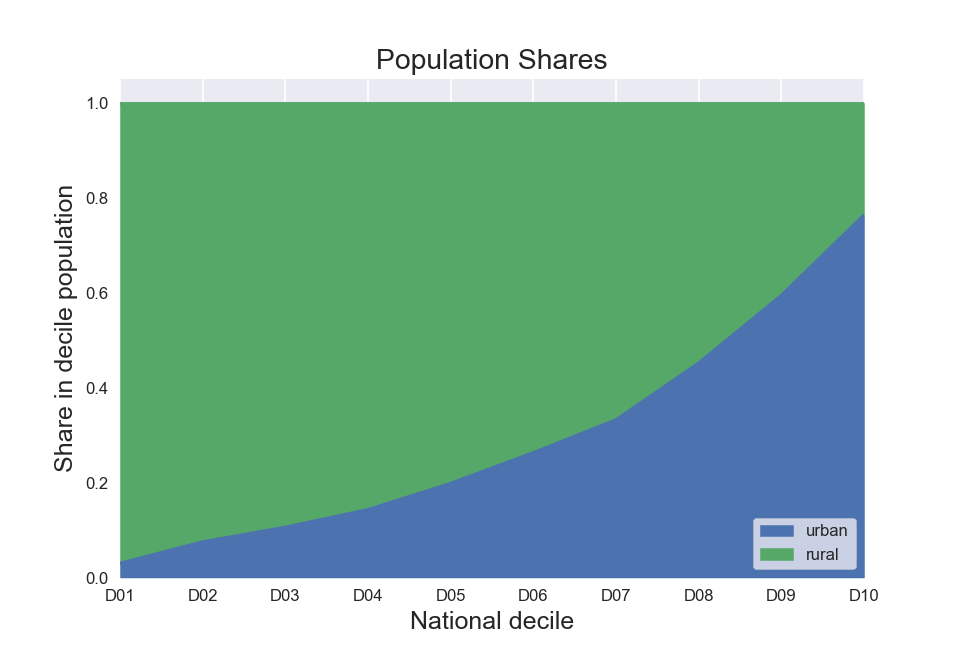 Population Shares
Share in decile population
1.0
0.8
0.6
0.4
0.2
0.0
urban
rural
D01 D02 D03 D04 D05 D06 D07 D08 D09 D10
National decile